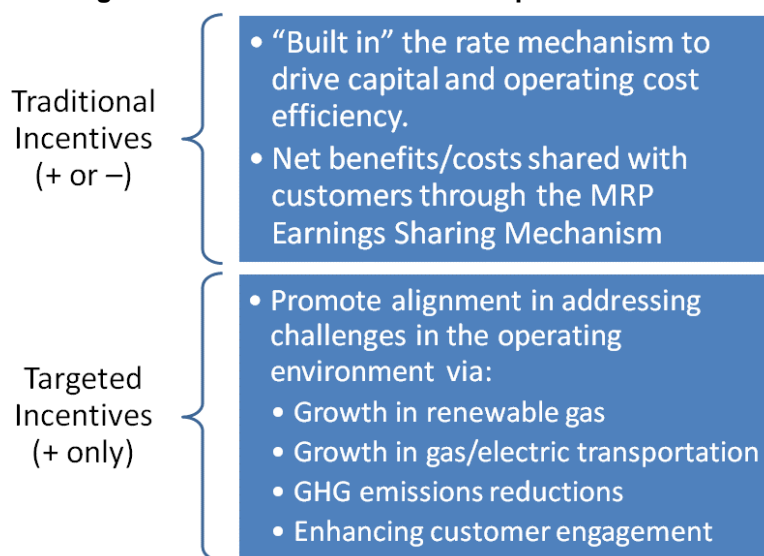 Traditional
Incentives
(+ or –)
• “Built in” the rate mechanism to
drive capital and operating cost
efficiency.
• Net benefits/costs shared with
customers through the MRP
Earnings Sharing Mechanism
Targeted
Incentives
(+ only)
• Promote alignment in addressing
challenges in the operating
environment via:
• Growth in renewable gas
• Growth in gas/electric transportation
• GHG emissions reductions
• Enhancing customer engagement